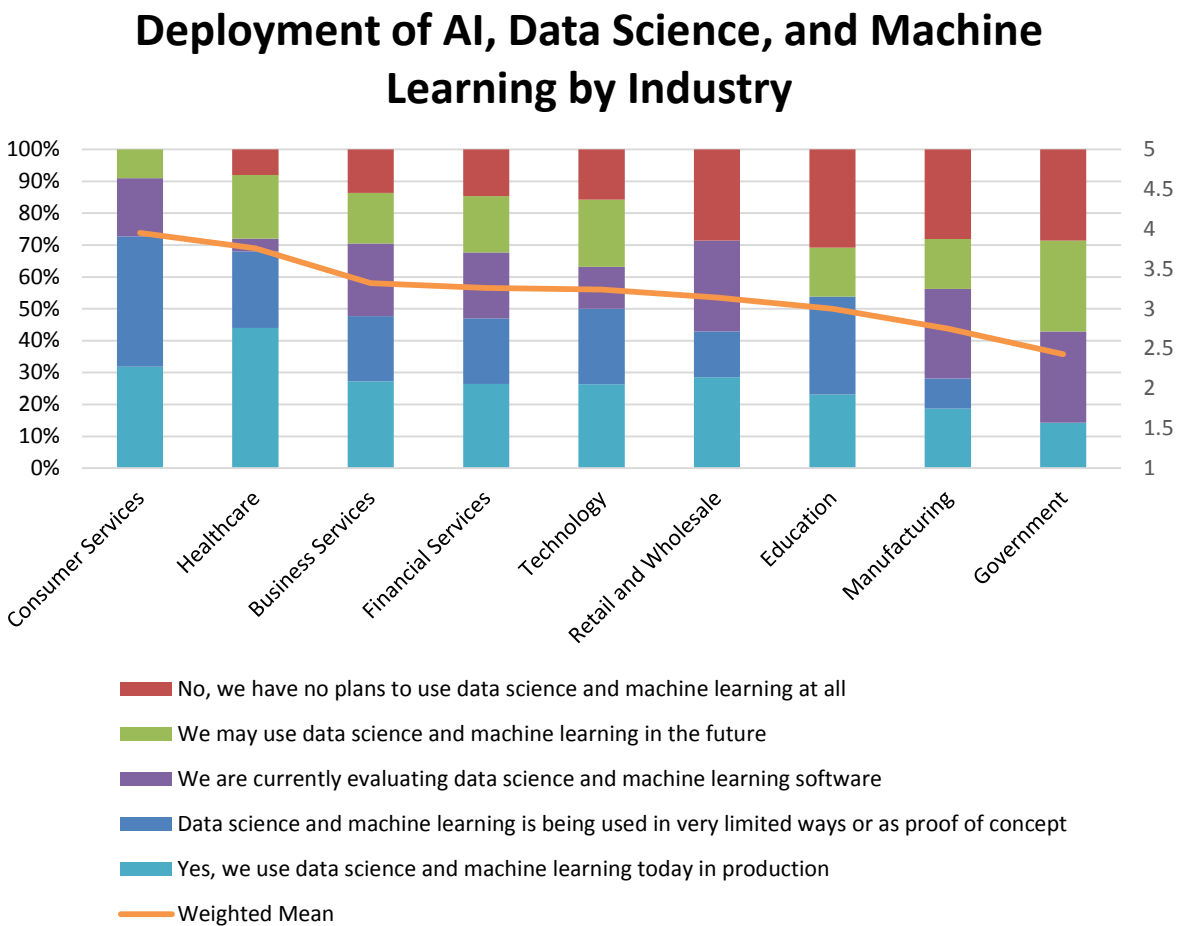 Deployment of AI, Data Science, and Machine
Learning by Industry
100%
90%
80%
70%
60%
50%
40%
30%
20%
10%
0%
5
4.5
4
3.5
3
2.5
2
1.5
1
Consumer Services
Healthcare
Business Services
Financial Services
Technology
Retail and Wholesale
Education
Manufacturing
Government
No, we have no plans to use data science and machine learning at all
We may use data science and machine learning in the future
We are currently evaluating data science and machine learning software
Data science and machine learning is being used in very limited ways or as proof of concept
Yes, we use data science and machine learning today in production
Weighted Mean